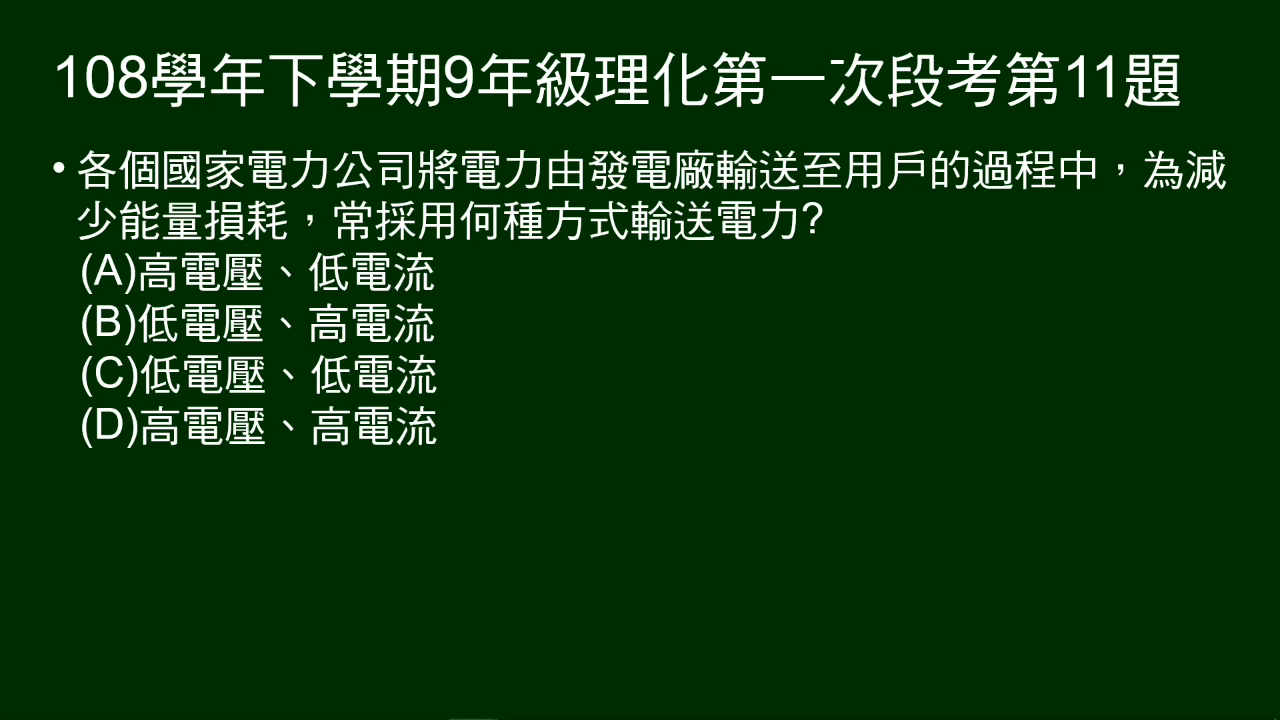 108學年下學期9年級理化第一次段考第11題
•各個國家電力公司將電力由發電廠輸送至用戶的過程中，為減
少能量損耗，常採用何種方式輸送電力?
(A)高電壓、低電流
(B)低電壓、高電流
(C)低電壓、低電流
(D)高電壓、高電流